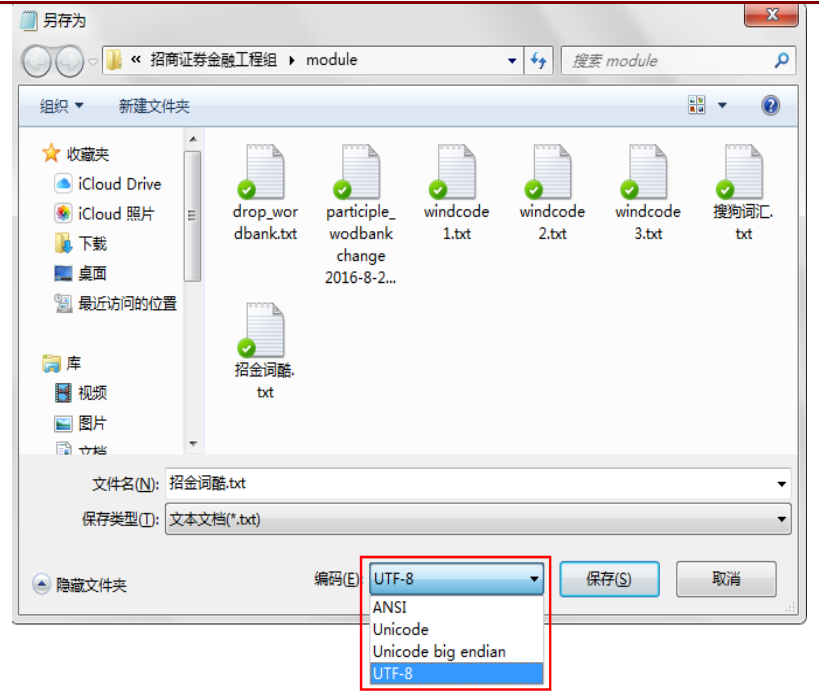 另存为
« 招商证券金融工程组 ▸ module
搜索 module
组织 新建文件夹
收藏夹
iCloud Drive
iCloud 照片
下载
桌面
最近访问的位置
库
视频
图片
文档
drop_wor
dbank.txt
participle_
wodbank
change
2016-8-2...
windcode
1.txt
windcode
2.txt
windcode
3.txt
搜狗词汇.
txt
招金词酷.
txt
文件名(N): 招金词酷.txt
保存类型(T): 文本文档(*.txt)
隐藏文件夹
编码(E) UTF-8
保存(S)
取消
ANSI
Unicode
Unicode big endian
UTF-8